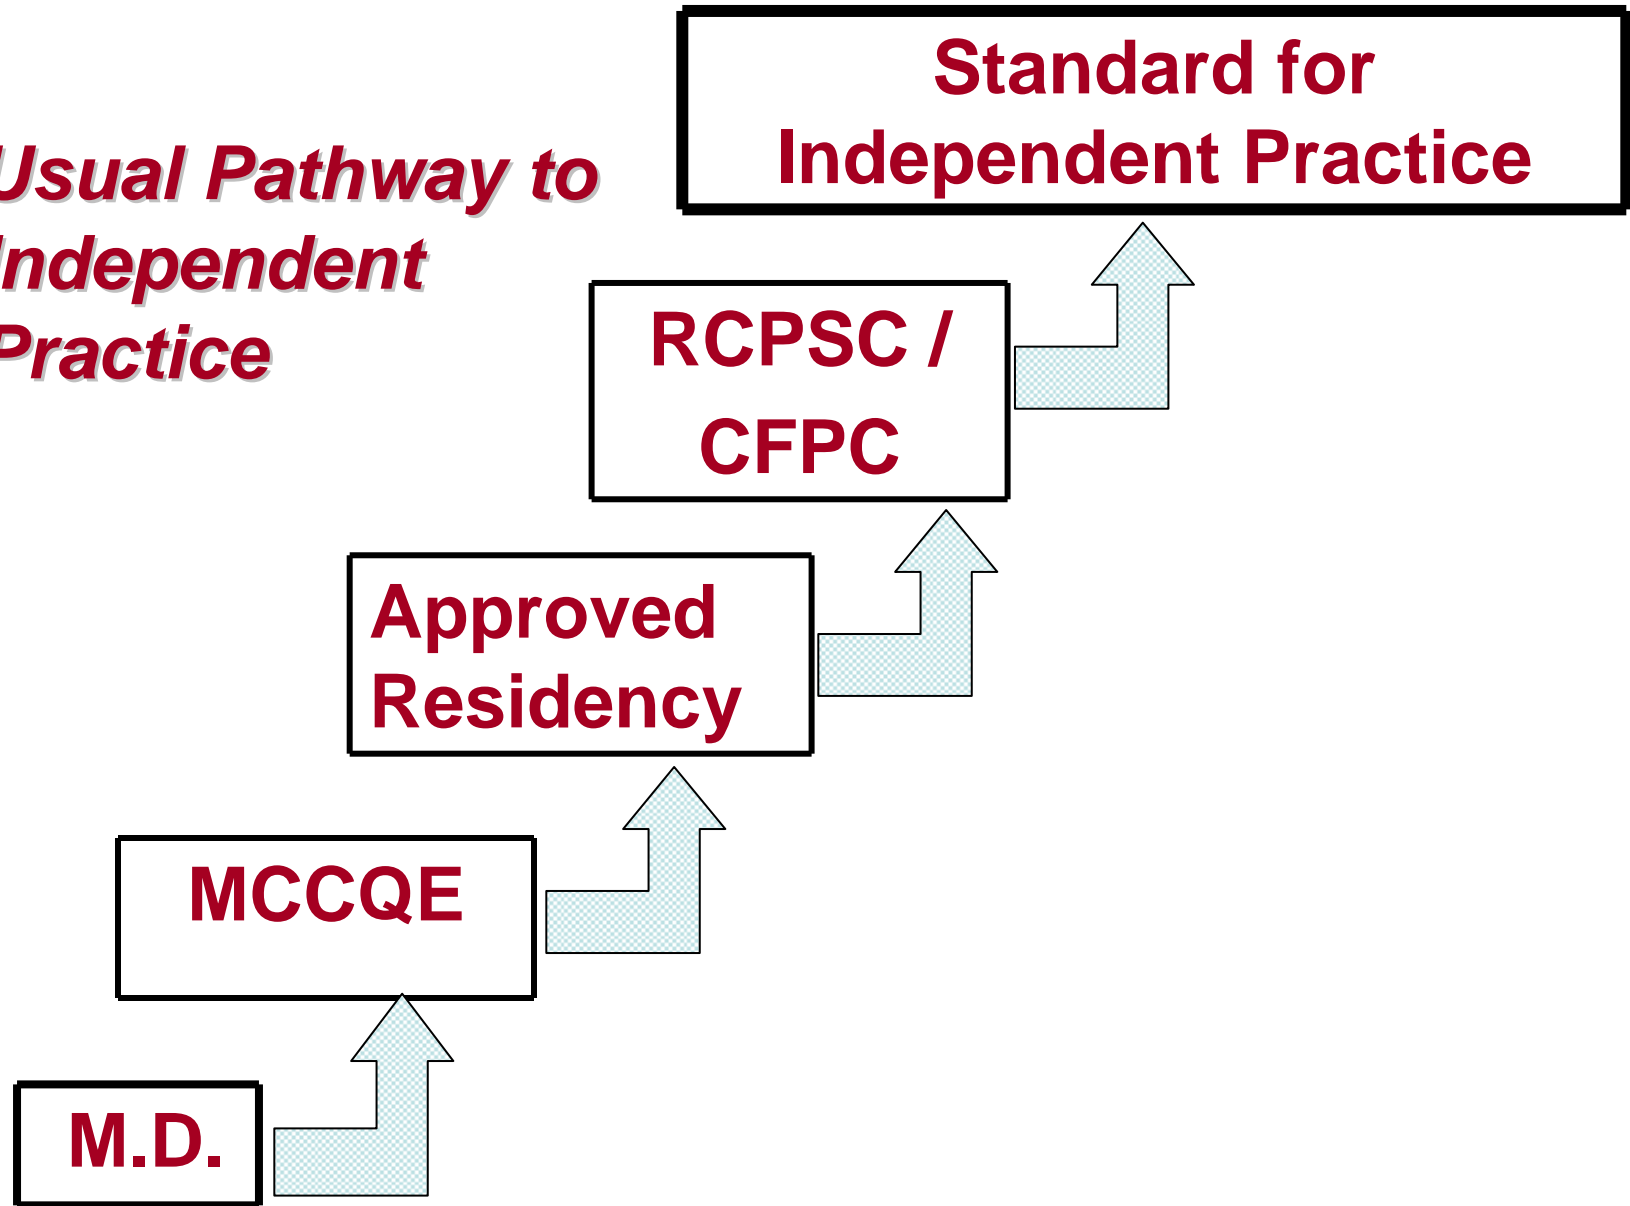 Usual Pathway to
Independent
Practice
Standard for
Independent Practice
RCPSC /
CFPC
Approved
Residency
MCCQE
M.D.